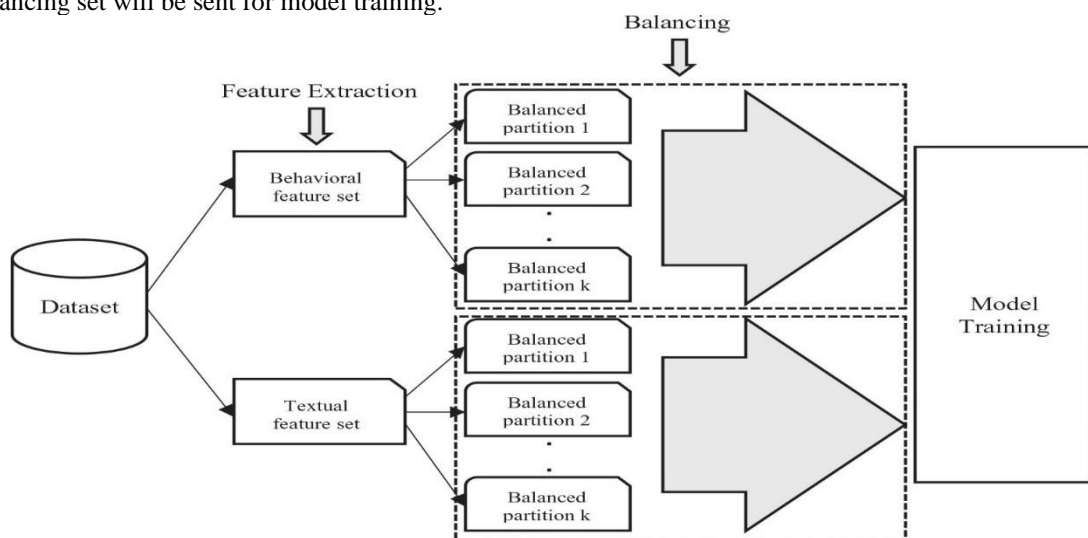 ancing set will be sent for model training.
Balancing
Feature Extraction
Balanced
partition 1
Behavioral
feature set
Balanced
partition 2
.
.
Balanced
partition k
Dataset
Model
Training
Balanced
partition 1
Textual
feature set
Balanced
partition 2
.
.
Balanced
partition k